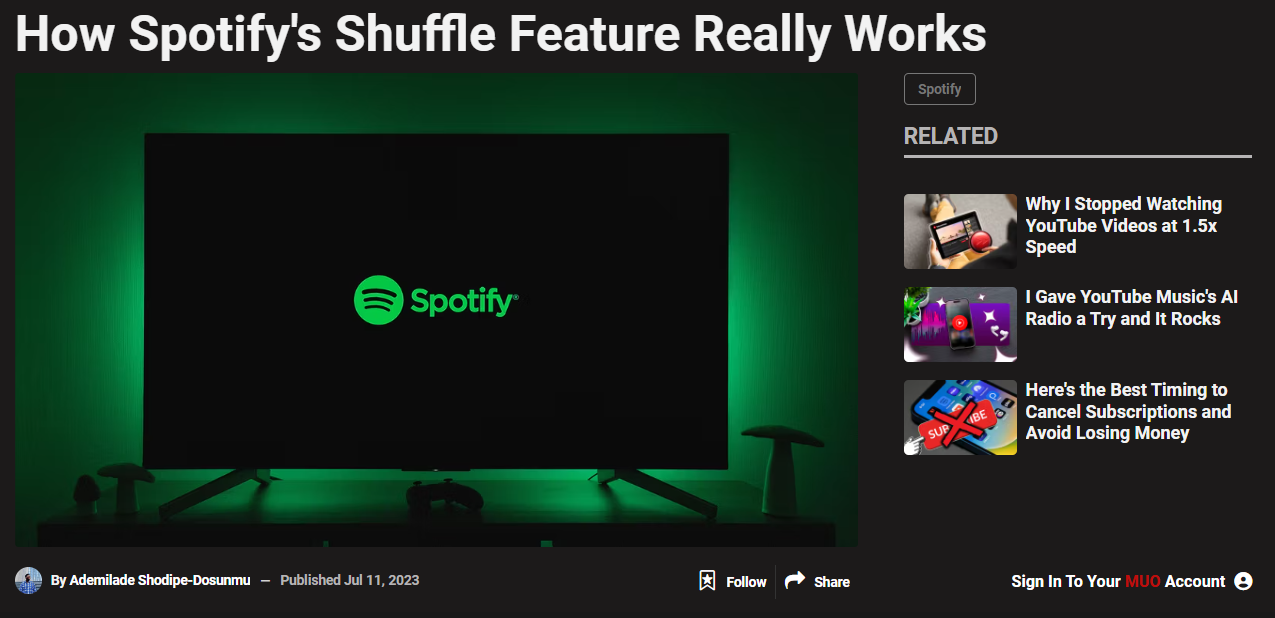 How Spotify's Shuffle Feature Really Works
Spotify
Spotify
RELATED
Why I Stopped Watching
YouTube Videos at 1.5x
Speed
I Gave YouTube Music's AI
Radio a Try and It Rocks
SUBSCRIBE
Here's the Best Timing to
Cancel Subscriptions and
Avoid Losing Money
By Ademilade Shodipe-Dosunmu — Published Jul 11, 2023
Follow
Share
Sign In To Your MUO Account